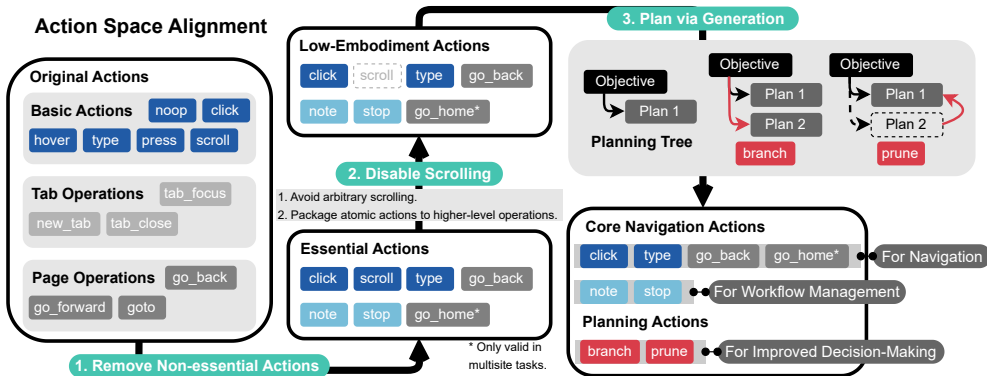 Action Space Alignment
Original Actions
Basic Actions
noop
click
hover
type
press
scroll
Tab Operations
tab_focus
new_tab
tab_close
Page Operations
go_back
go_forward
goto
1. Remove Non-essential Actions
Essential Actions
click
scroll
type
go_back
note
stop
go_home*
* Only valid in
multisite tasks.
2. Disable Scrolling
1. Avoid arbitrary scrolling.
2. Package atomic actions to higher-level operations.
Low-Embodiment Actions
click
scroll
type
go_back
note
stop
go_home*
3. Plan via Generation
Objective
Plan 1
Planning Tree
Objective
Plan 1
Plan 2
branch
Objective
Plan 1
Plan 2
prune
Core Navigation Actions
click
type
go_back
go_home*
For Navigation
note
stop
For Workflow Management
Planning Actions
branch
prune
For Improved Decision-Making